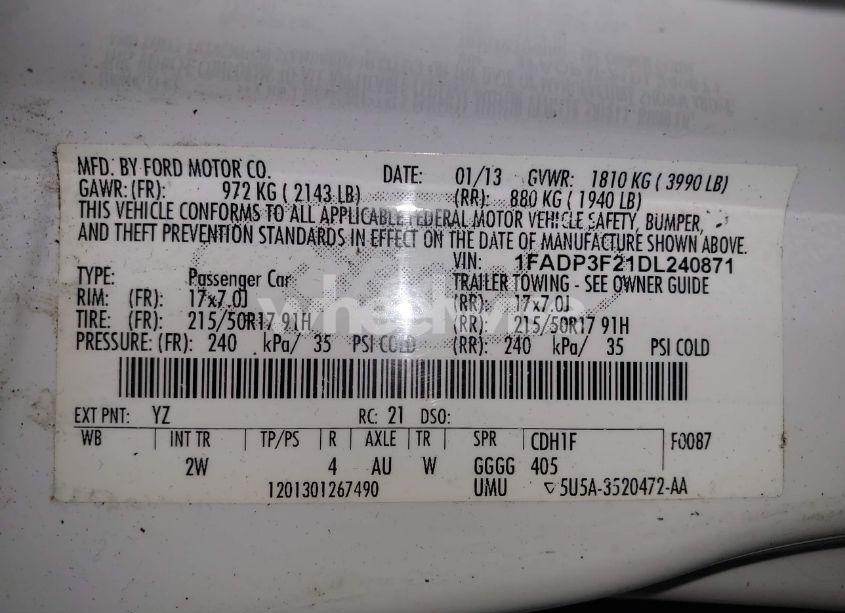 MFD. BY FORD MOTOR CO. DATE: 01/13 GVWR: 1810 KG ( 3990 LB)
GAWR: (FR): 972 KG ( 2143 LB) (RR): 880 KG ( 1940 LB)
THIS VEHICLE CONFORMS TO ALL APPLICABLE FEDERAL MOTOR VEHICLE SAFETY, BUMPER,
AND THEFT PREVENTION STANDARDS IN EFFECT ON THE DATE OF MANUFACTURE SHOWN ABOVE.
VIN: 1FADP3F21DL240871
TYPE: Passenger Car TRAILER TOWING - SEE OWNER GUIDE
RIM: (FR): 17x7.0J (RR): 17x7.0J
TIRE: (FR): 215/50R17 91H (RR): 215/50R17 91H
PRESSURE: (FR): 240 kPa/ 35 PSI COLD (RR): 240 kPa/ 35 PSI COLD
EXT PNT: YZ RC: 21 DSO:
WB INT TR TP/PS R AXLE TR SPR CDH1F F0087
2W 4 AU W GGGG 405
1201301267490 UMU 5U5A-3520472-AA